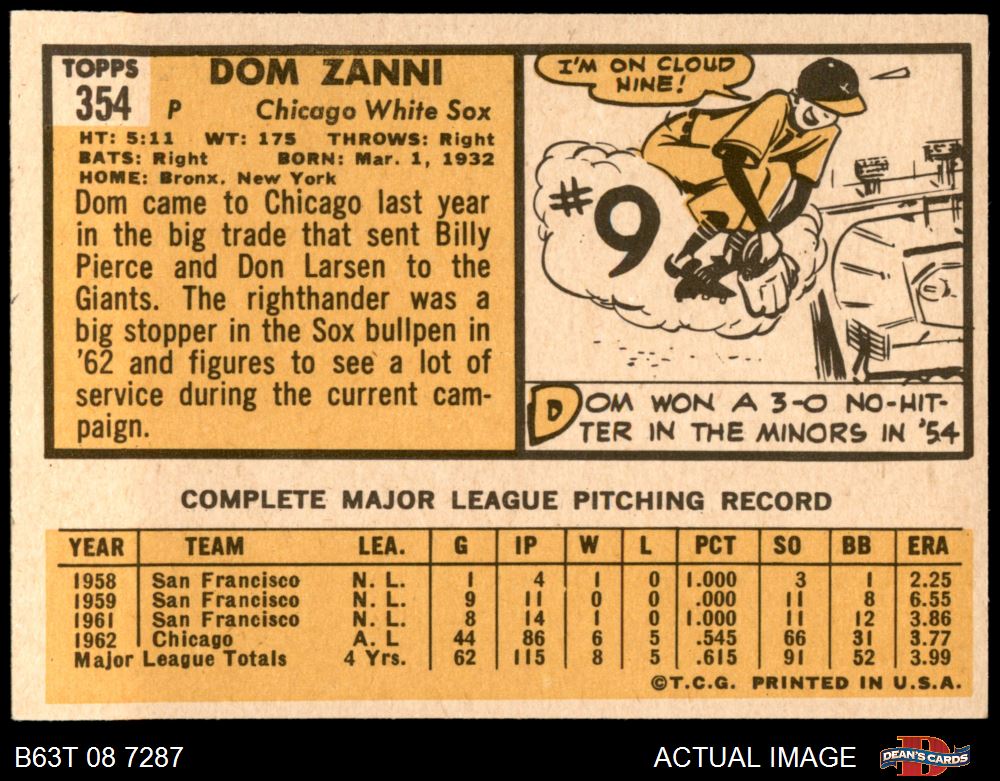 TOPPS
354
DOM ZANNI
P Chicago White Sox
HT: 5:11 WT: 175 THROWS: Right
BATS: Right BORN: Mar. 1, 1932
HOME: Bronx, New York
Dom came to Chicago last year
in the big trade that sent Billy
Pierce and Don Larsen to the
Giants. The righthander was a
big stopper in the Sox bullpen in
'62 and figures to see a lot of
service during the current cam-
paign.
I'M ON CLOUD
NINE!
#9
DOM WON A 3-0 NO-HIT-
TER IN THE MINORS IN '54
COMPLETE MAJOR LEAGUE PITCHING RECORD
YEAR TEAM LEA. G IP W L PCT SO BB ERA
1958 San Francisco N. L. 1 4 1 0 1.000 3 1 2.25
1959 San Francisco N. L. 9 11 0 0 .000 11 8 6.55
1961 San Francisco N. L. 8 14 1 0 1.000 11 12 3.86
1962 Chicago A. L 44 86 6 5 .545 66 31 3.77
Major League Totals 4 Yrs. 62 115 8 5 .615 91 52 3.99
©T.C.G. PRINTED IN U.S.A.
B63T 08 7287 ACTUAL IMAGE DEAN'S CARDS